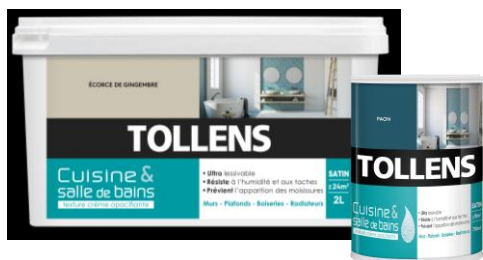 ÉCORCE DE GINGEMBRE
TOLLENS
Cuisine &
salle de bains
texture crème opacifiante
• Ultra lessivable
• Résiste à l'humidité et aux taches
• Prévient l'apparition des moisissures
Murs - Plafonds - Boiseries - Radiateurs
SATIN
± 24m²
2L
PAON
TOLLENS
Cuisine &
salle de bains
SATIN